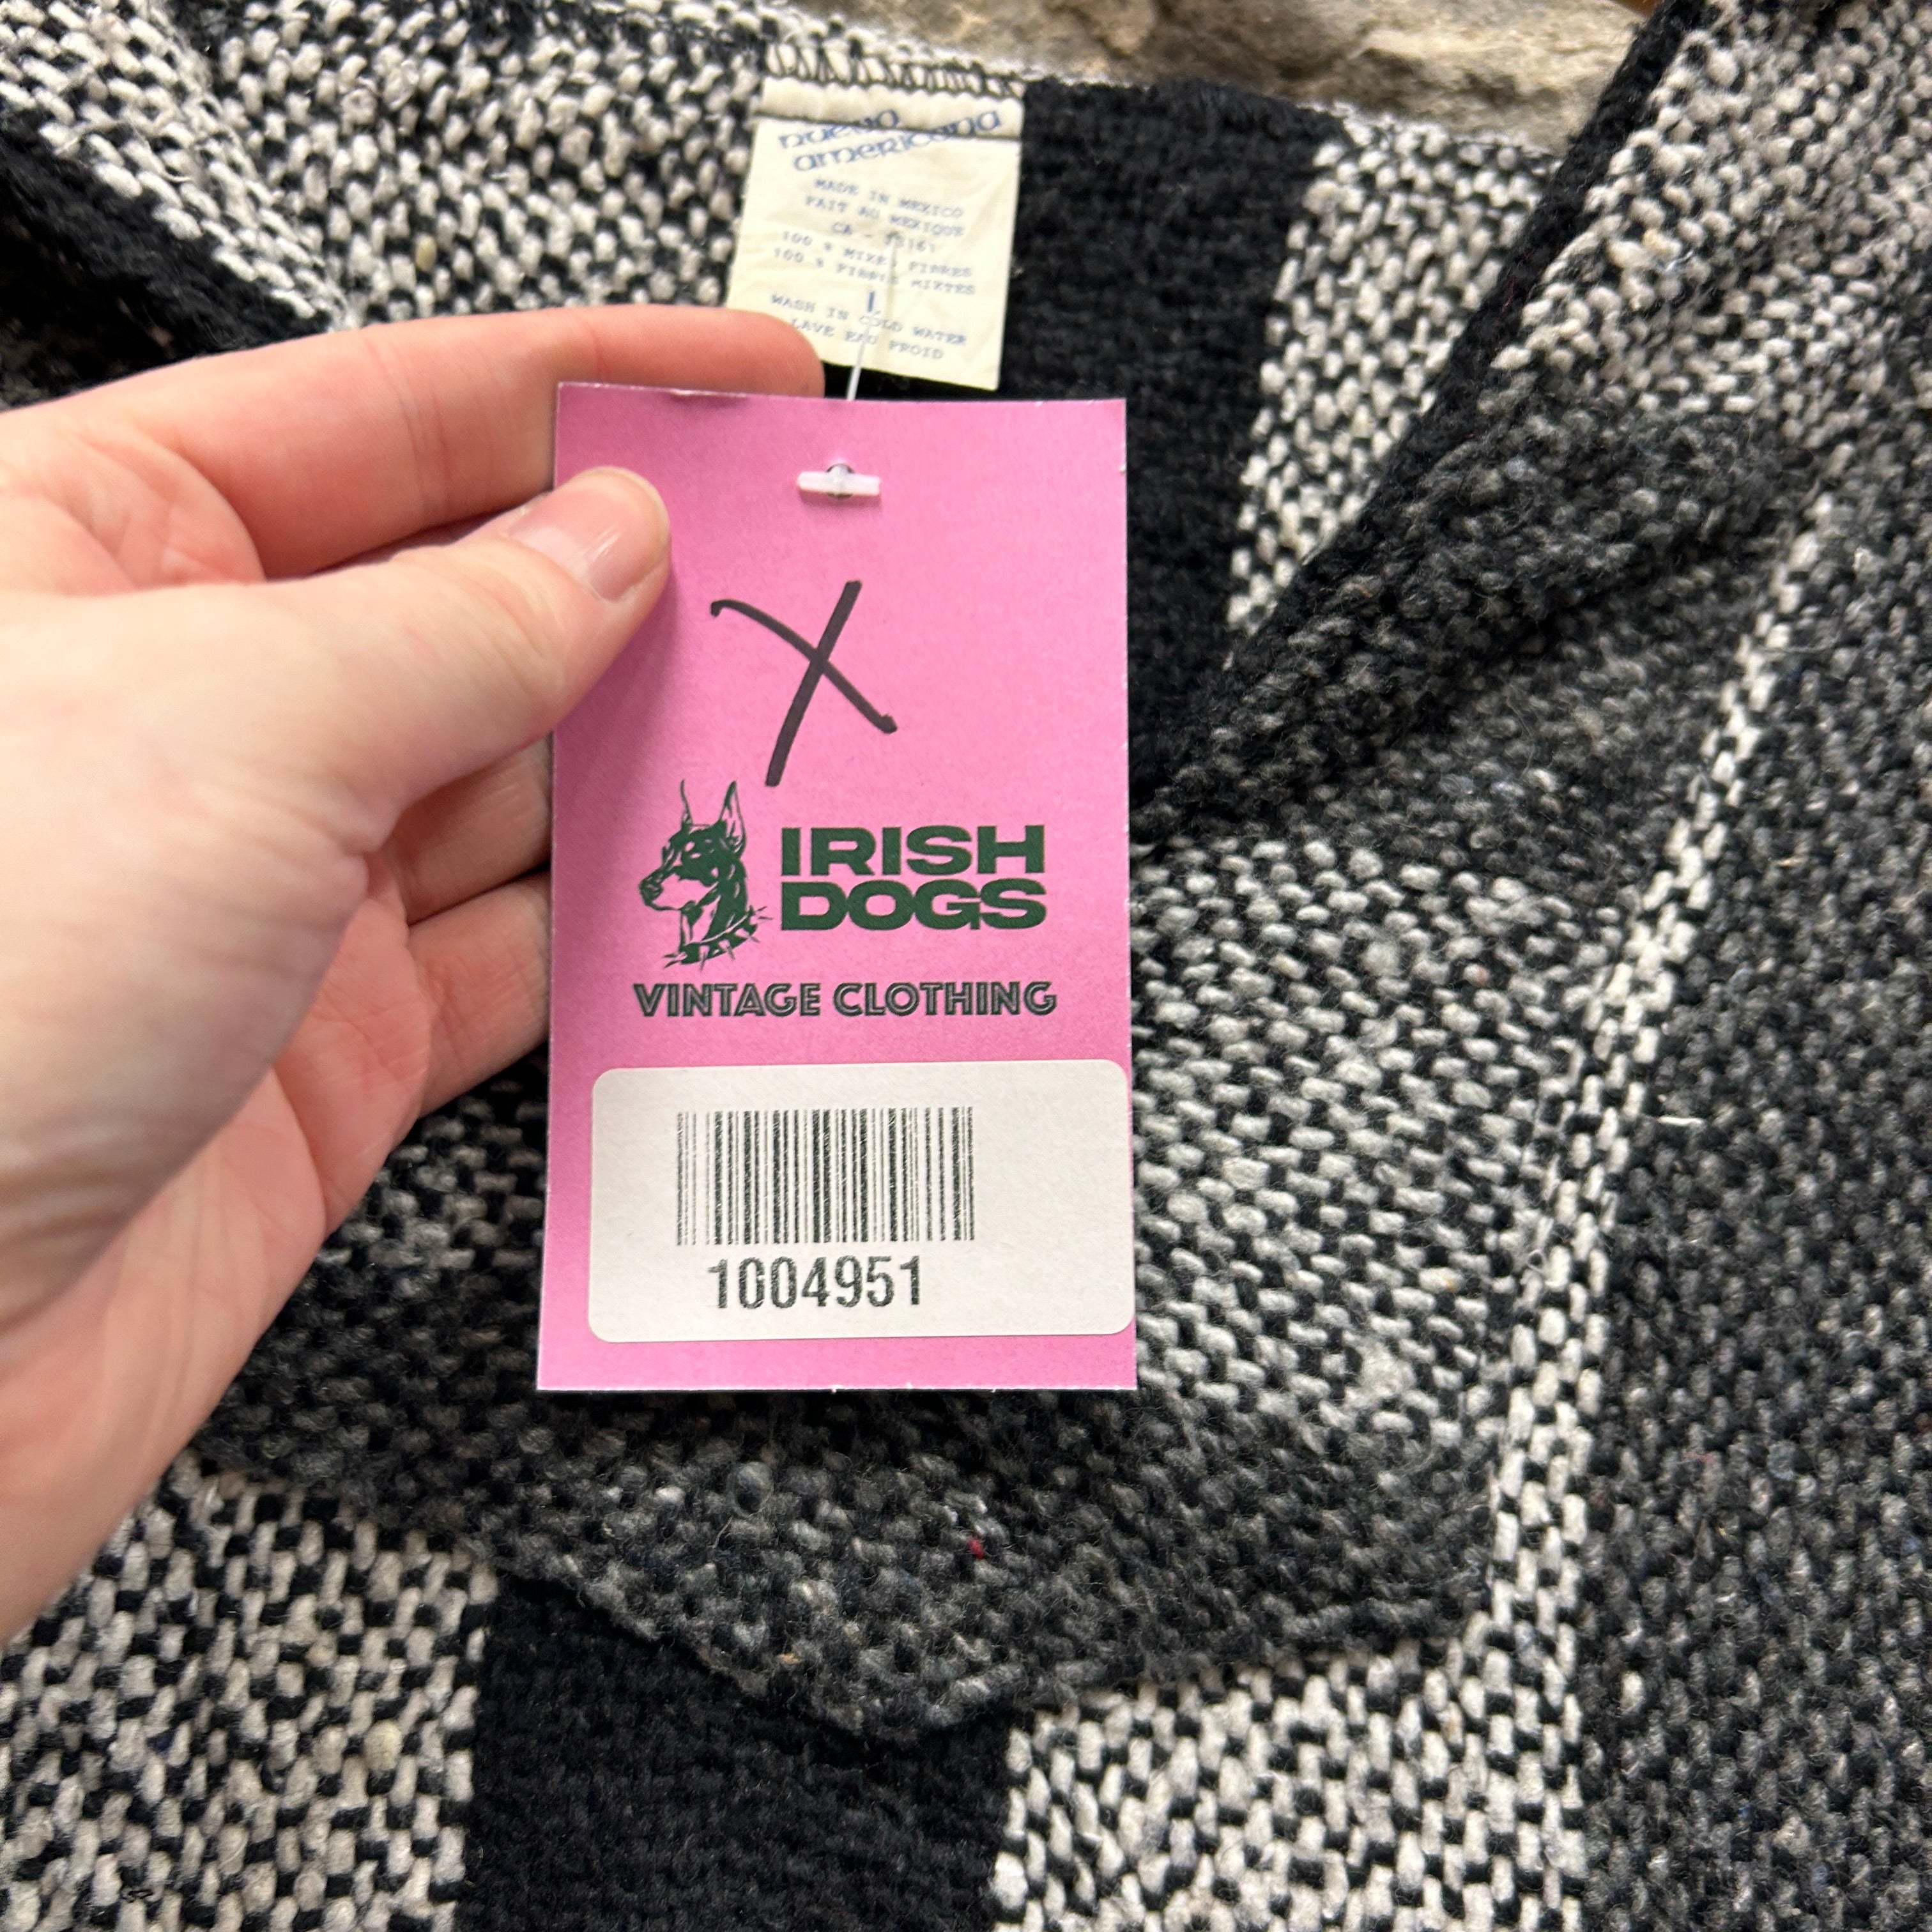 nuevo
americana
MADE IN MEXICO
FAIT AU MEXIQUE
CA -
100 % MIXED FIBRES
100 % FIBRES MIXTES
L
WASH IN COLD WATER
LAVE EAU FROID
X
IRISH
DOGS
VINTAGE CLOTHING
1004951